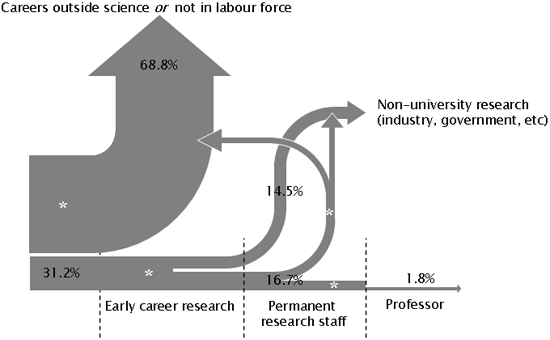 Careers outside science or not in labour force
68.8%
Non-university research
(industry, government, etc)
*
14.5%
*
31.2%
*
16.7%
*
1.8%
Early career research
Permanent
research staff
Professor